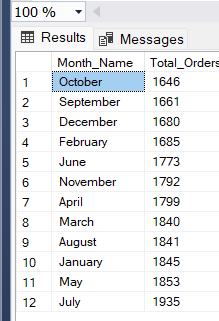 100 %
Results Messages
Month_Name Total_Orders
1 October 1646
2 September 1661
3 December 1680
4 February 1685
5 June 1773
6 November 1792
7 April 1799
8 March 1840
9 August 1841
10 January 1845
11 May 1853
12 July 1935